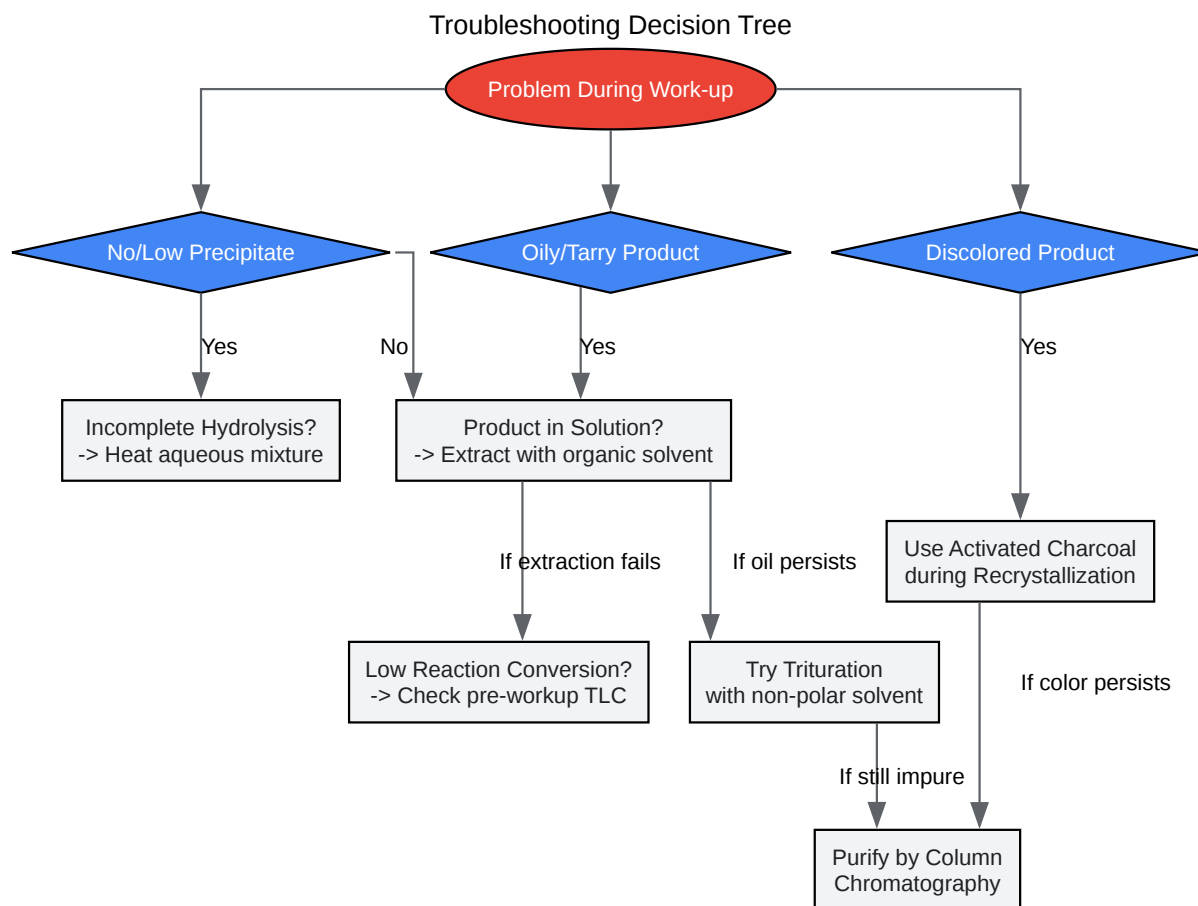 Troubleshooting Decision Tree
Problem During Work-up
No/Low Precipitate
Oily/Tarry Product
Discolored Product
Yes
No
Yes
Yes
Incomplete Hydrolysis?
-> Heat aqueous mixture
Product in Solution?
-> Extract with organic solvent
If extraction fails
If oil persists
Use Activated Charcoal
during Recrystallization
Low Reaction Conversion?
-> Check pre-workup TLC
Try Trituration
with non-polar solvent
If color persists
If still impure
Purify by Column
Chromatography